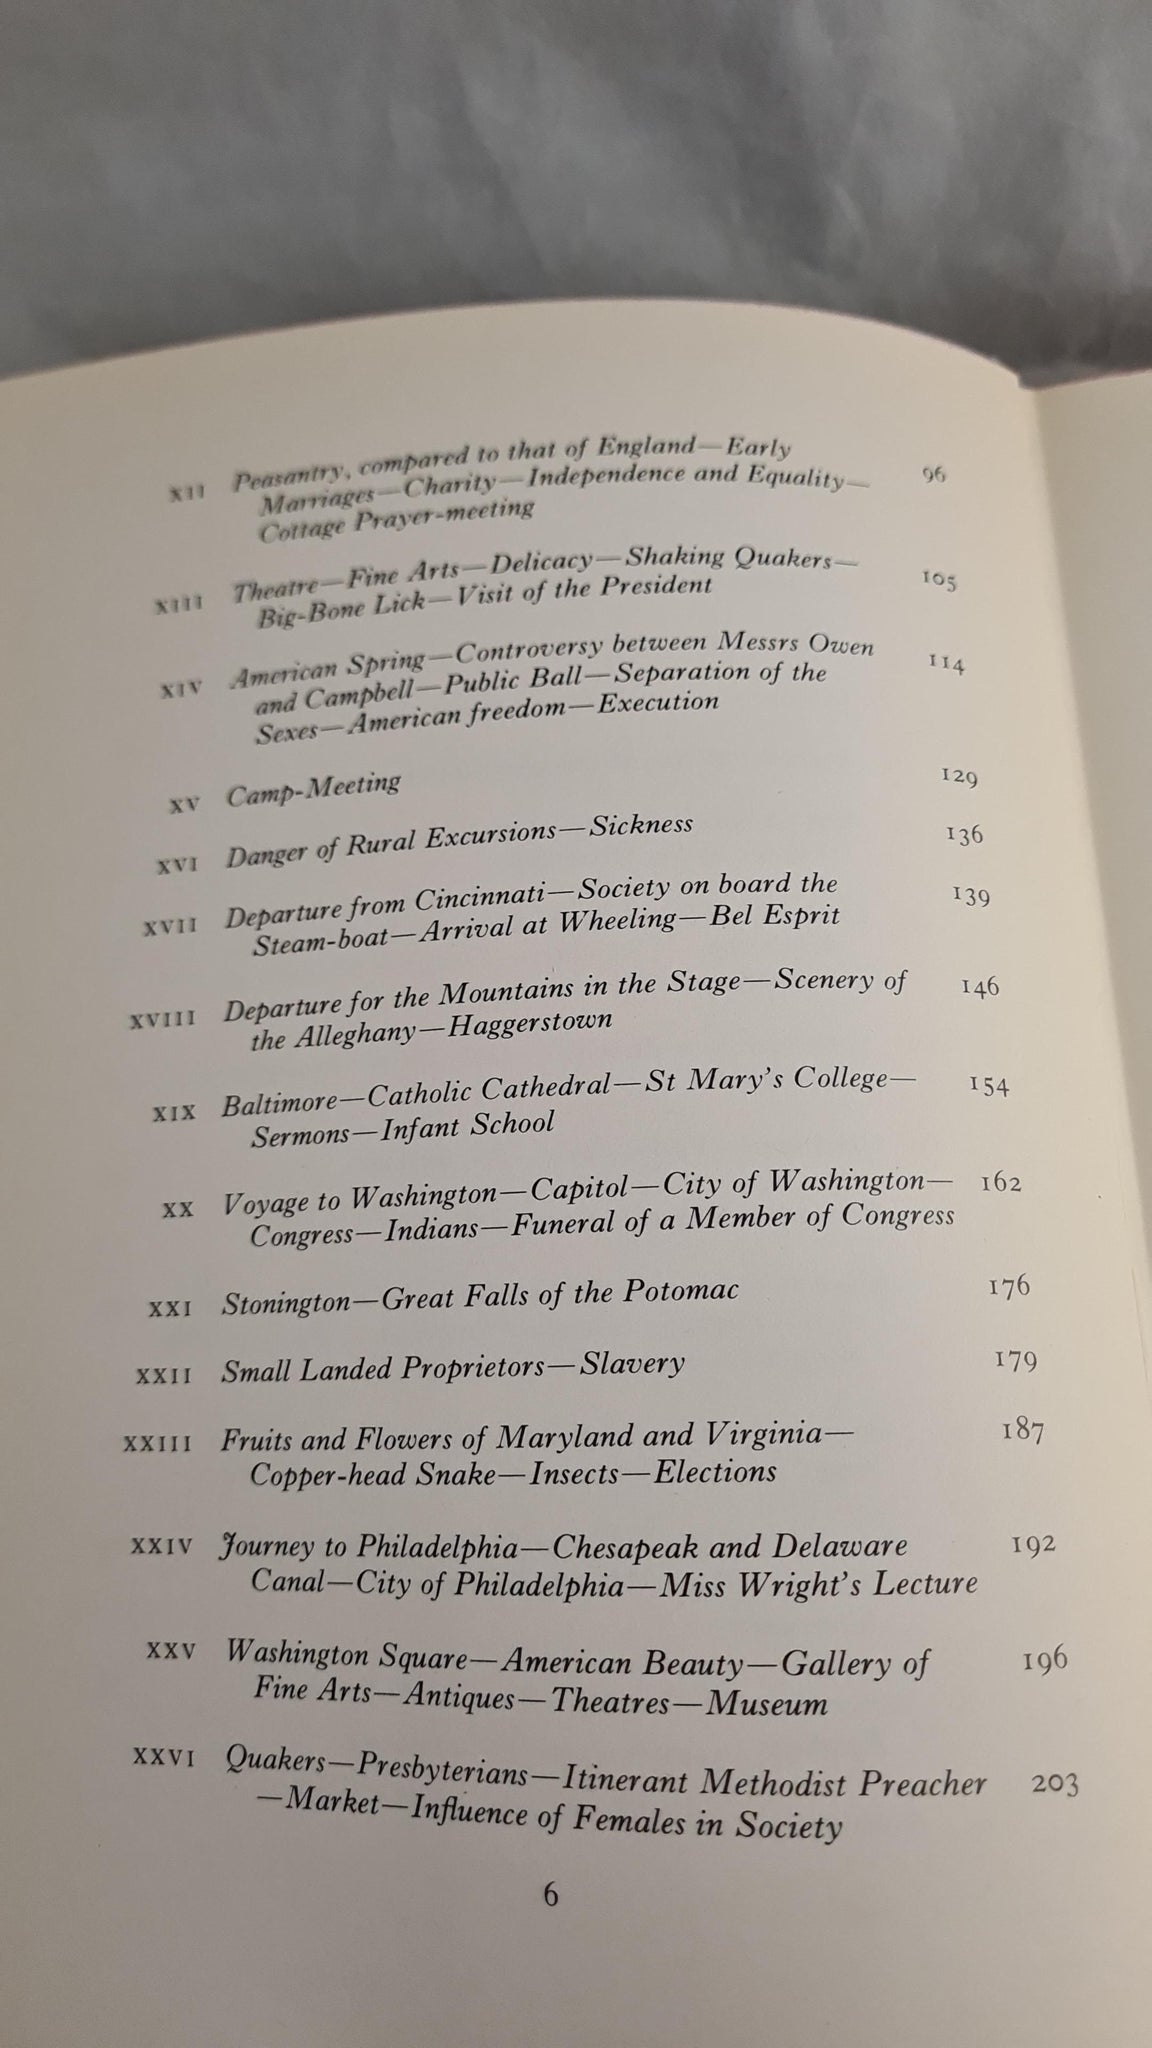 XII Peasantry, compared to that of England—Early 96
Marriages—Charity—Independence and Equality—
Cottage Prayer-meeting
XIII Theatre—Fine Arts—Delicacy—Shaking Quakers— 105
Big-Bone Lick—Visit of the President
XIV American Spring—Controversy between Messrs Owen 114
and Campbell—Public Ball—Separation of the
Sexes—American freedom—Execution
XV Camp-Meeting 129
XVI Danger of Rural Excursions—Sickness 136
XVII Departure from Cincinnati—Society on board the 139
Steam-boat—Arrival at Wheeling—Bel Esprit
XVIII Departure for the Mountains in the Stage—Scenery of 146
the Alleghany—Haggerstown
XIX Baltimore—Catholic Cathedral—St Mary's College— 154
Sermons—Infant School
XX Voyage to Washington—Capitol—City of Washington— 162
Congress—Indians—Funeral of a Member of Congress
XXI Stonington—Great Falls of the Potomac 176
XXII Small Landed Proprietors—Slavery 179
XXIII Fruits and Flowers of Maryland and Virginia— 187
Copper-head Snake—Insects—Elections
XXIV Journey to Philadelphia—Chesapeak and Delaware 192
Canal—City of Philadelphia—Miss Wright's Lecture
XXV Washington Square—American Beauty—Gallery of 196
Fine Arts—Antiques—Theatres—Museum
XXVI Quakers—Presbyterians—Itinerant Methodist Preacher 203
—Market—Influence of Females in Society
6